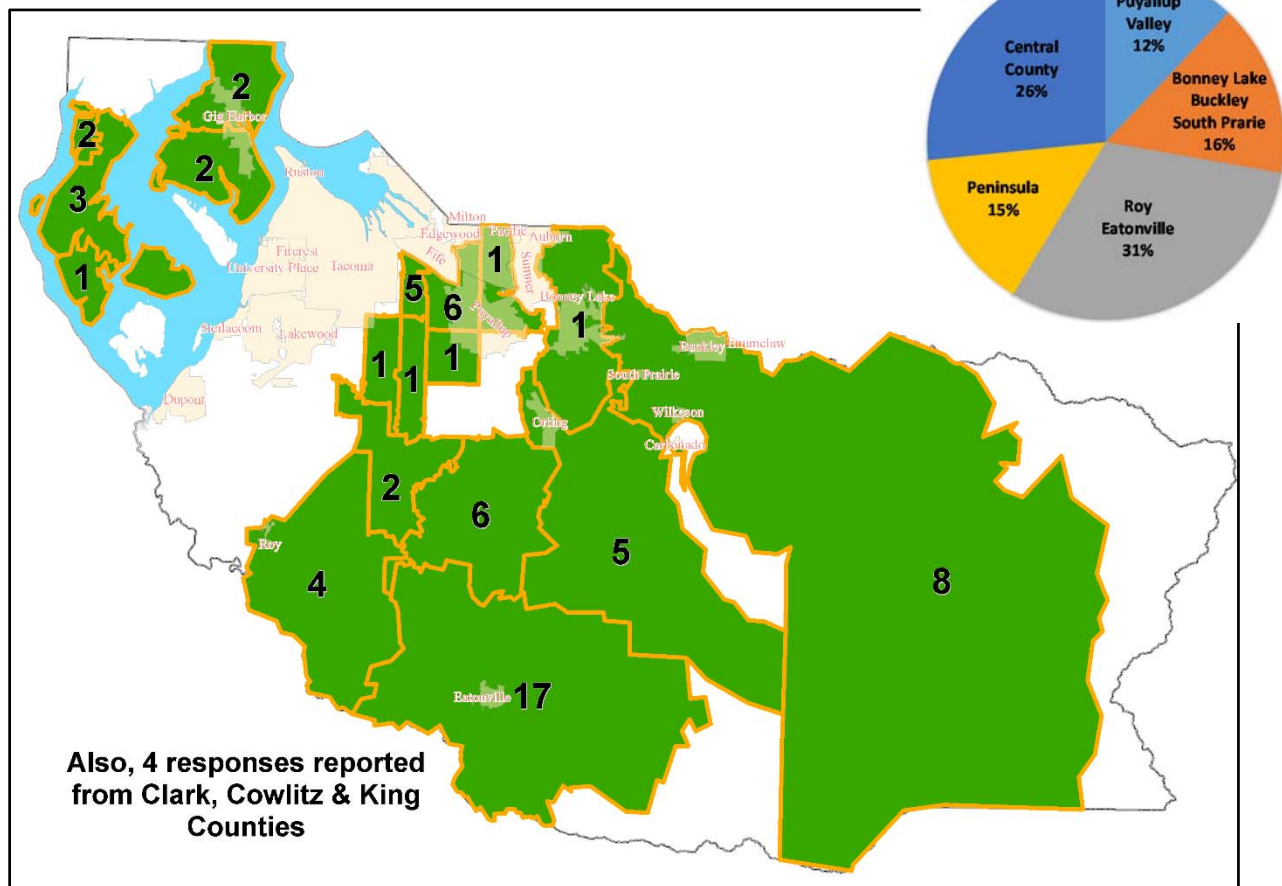 Puyallup
Valley
12%
Central
County
26%
Bonney Lake
Buckley
South Prarie
16%
Peninsula
15%
Roy
Eatonville
31%
2
Gig Harbor
2
2
Ruston
3
Milton
Edgewood
Pacific
Auburn
Fife
1
Sumner
Fircrest
University Place
Tacoma
1
5
6
Bonney Lake
Puyallup
Steilacoom
Lakewood
1
1
1
1
Buckley
Enumclaw
South Prairie
Dupont
Orting
Wilkeson
Carbonado
2
6
Roy
4
5
8
Eatonville
17
Also, 4 responses reported
from Clark, Cowlitz & King
Counties